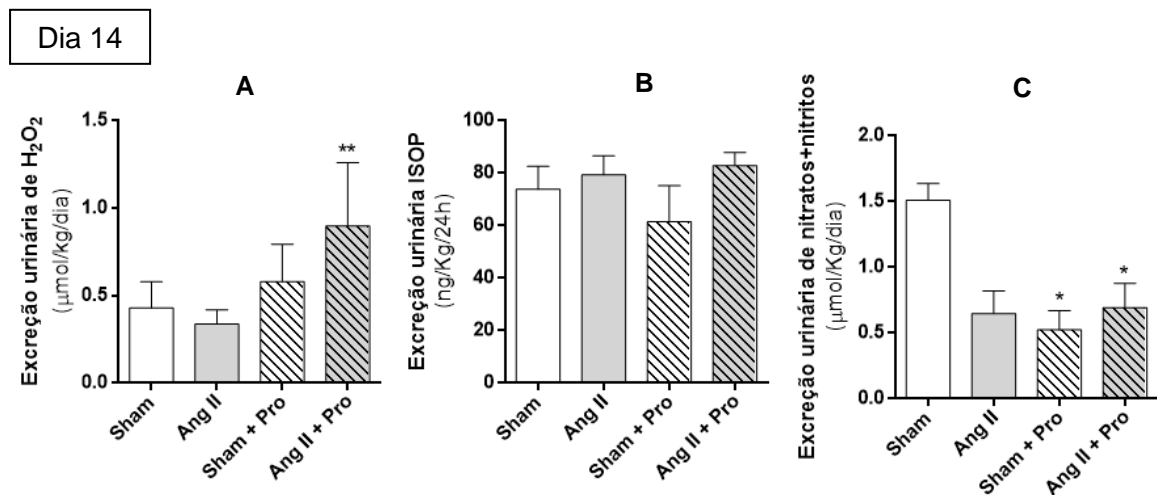 Dia 14
A
Excreção urinária de H₂O₂
(μmol/kg/dia)
1.5
1.0
0.5
0.0
**
Sham
Ang II
Sham + Pro
Ang II + Pro
B
Excreção urinária ISOP
(ng/Kg/24h)
100
80
60
40
20
0
Sham
Ang II
Sham + Pro
Ang II + Pro
C
Excreção urinária de nitratos+nitritos
(μmol/Kg/dia)
2.0
1.5
1.0
0.5
0.0
*
*
Sham
Ang II
Sham + Pro
Ang II + Pro